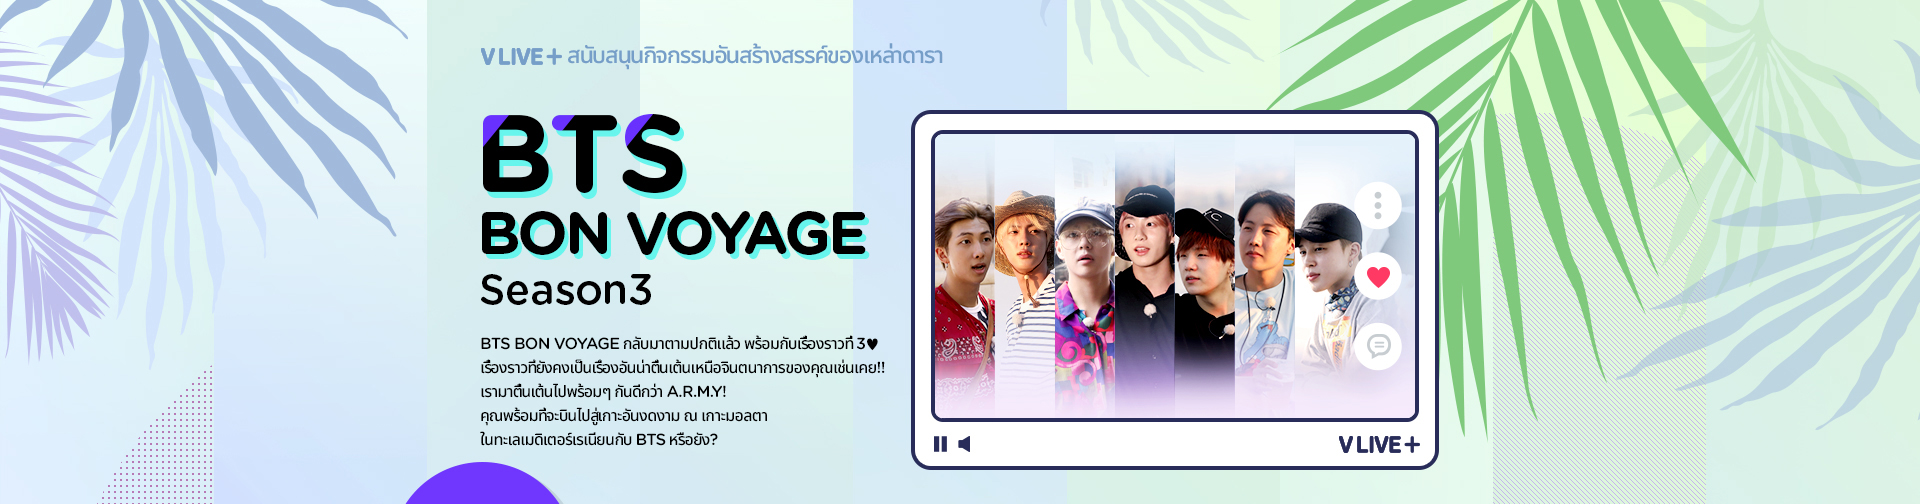 V LIVE+ สนับสนุนกิจกรรมอันสร้างสรรค์ของเหล่าดารา
BTS
BON VOYAGE
Season3
BTS BON VOYAGE กลับมาตามปกติแล้ว พร้อมกับเรื่องราวที่ 3♥
เรื่องราวที่ยังคงเป็นเรื่องอันน่าตื่นเต้นเหนือจินตนาการของคุณเช่นเคย!!
เรามาตื่นเต้นไปพร้อมๆ กันดีกว่า A.R.M.Y!
คุณพร้อมที่จะบินไปสู่เกาะอันงดงาม ณ เกาะมอลตา
ในทะเลเมดิเตอร์เรเนียนกับ BTS หรือยัง?
V LIVE+